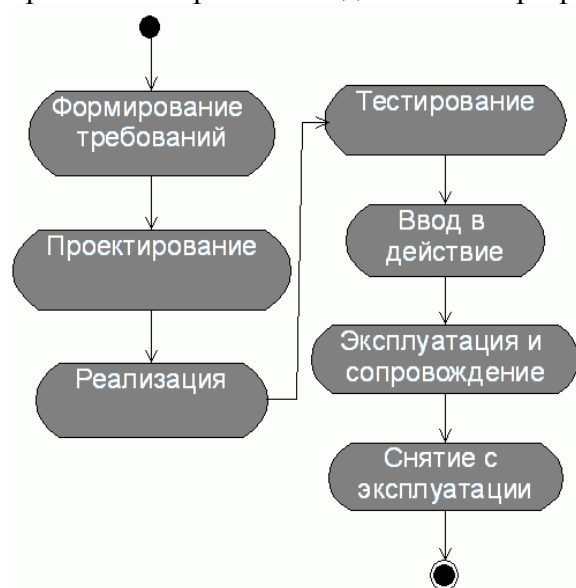 Формирование
требований
Проектирование
Реализация
Тестирование
Ввод в
действие
Эксплуатация и
сопровождение
Снятие с
эксплуатации